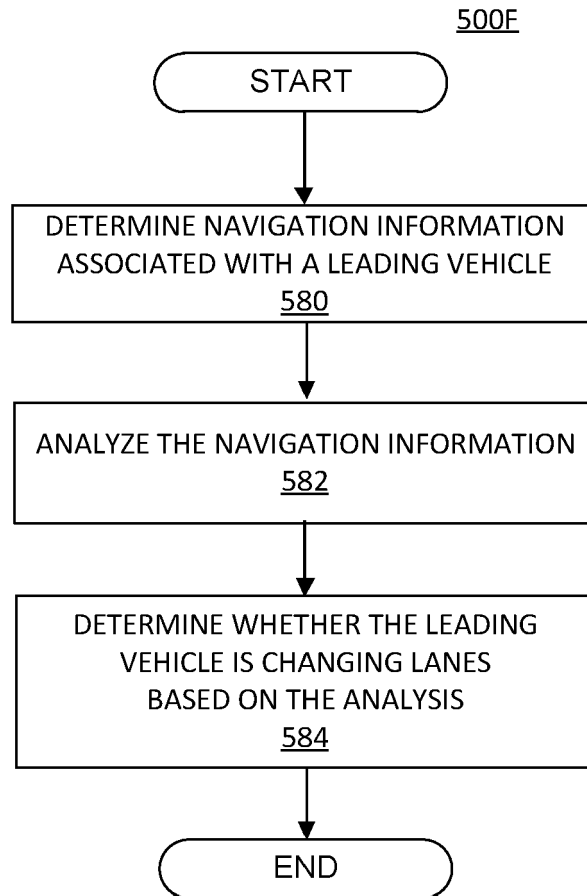 500F
START
DETERMINE NAVIGATION INFORMATION
ASSOCIATED WITH A LEADING VEHICLE
580
ANALYZE THE NAVIGATION INFORMATION
582
DETERMINE WHETHER THE LEADING
VEHICLE IS CHANGING LANES
BASED ON THE ANALYSIS
584
END